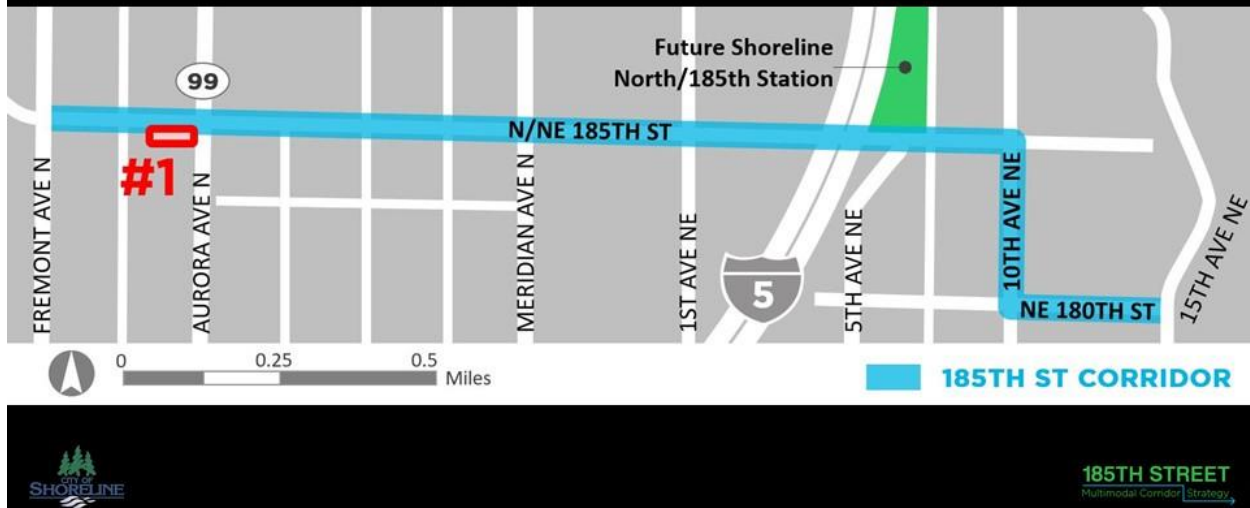 Future Shoreline
North/185th Station
99
N/NE 185TH ST
#1
FREMONT AVE N
AURORA AVE N
MERIDIAN AVE N
1ST AVE NE
5
5TH AVE NE
10TH AVE NE
15TH AVE NE
NE 180TH ST
0 0.25 0.5
Miles
185TH ST CORRIDOR
CITY OF
SHORELINE
185TH STREET
Multimodal Corridor Strategy